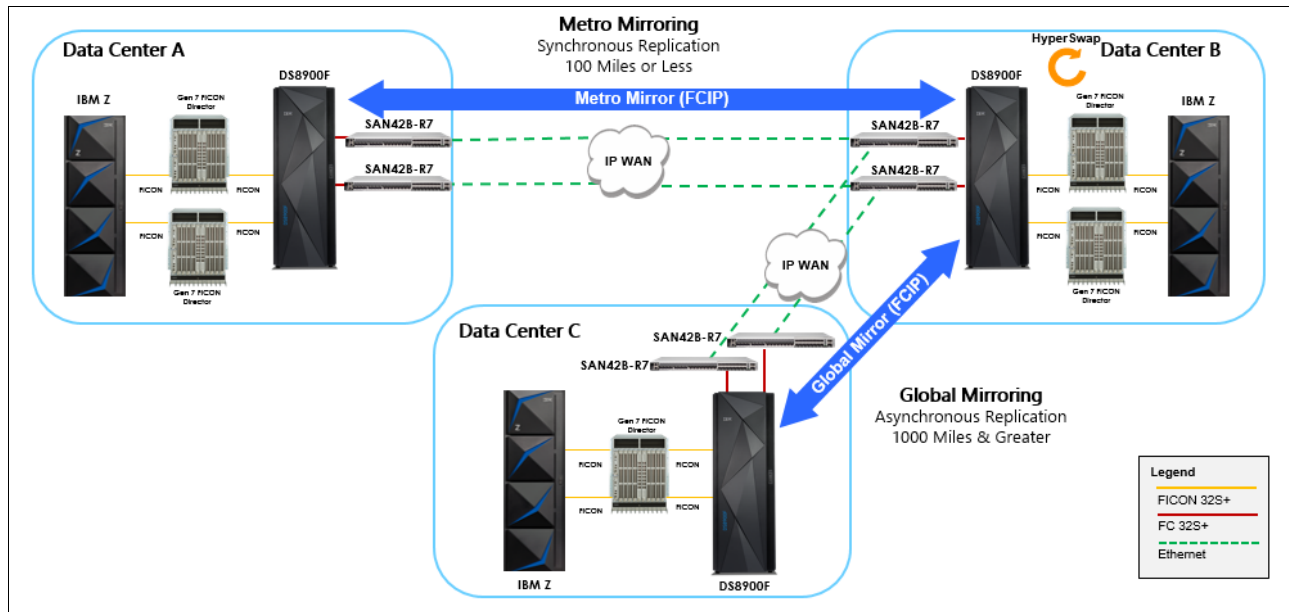 Metro Mirroring
Synchronous Replication
100 Miles or Less
Data Center A
HyperSwap
Data Center B
IBM Z
Gen 7 FICON
Director
DS8900F
Metro Mirror (FCIP)
DS8900F
Gen 7 FICON
Director
IBM Z
SAN42B-R7
SAN42B-R7
IP WAN
SAN42B-R7
SAN42B-R7
FICON
FICON
FICON
FICON
FICON
FICON
FICON
FICON
Gen 7 FICON
Director
Gen 7 FICON
Director
IP WAN
Global Mirror (FCIP)
Data Center C
SAN42B-R7
SAN42B-R7
Global Mirroring
Asynchronous Replication
1000 Miles & Greater
Gen 7 FICON
Director
FICON
FICON
FICON
FICON
IBM Z
DS8900F
Legend
FICON 32S+
FC 32S+
Ethernet